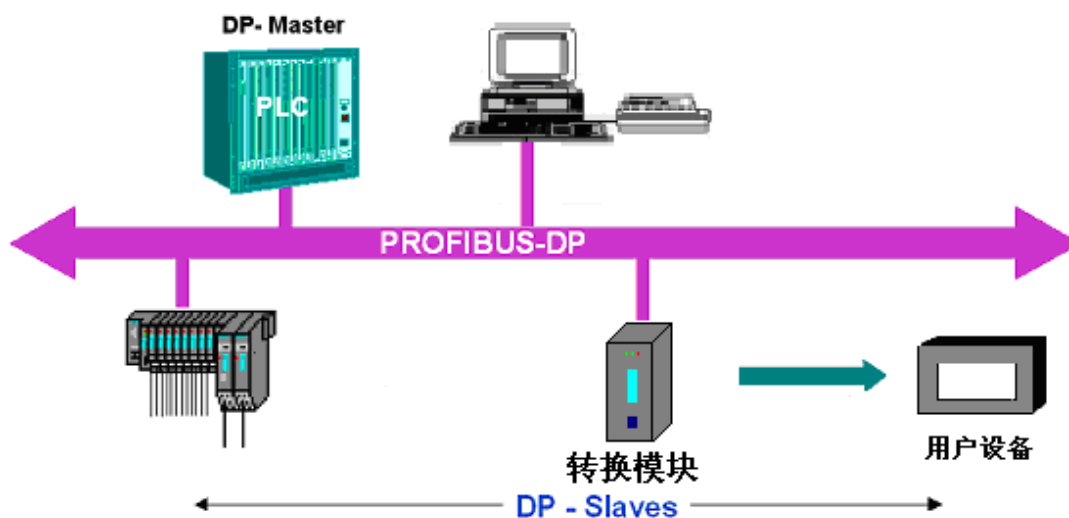 DP- Master
PLC
PROFIBUS-DP
转换模块
用户设备
DP - Slaves